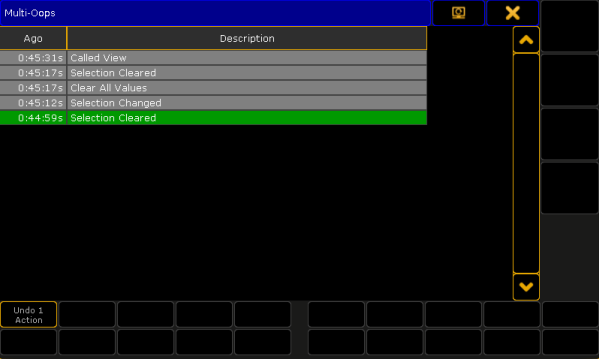 Multi-Oops
Ago Description
0:45:31s Called View
0:45:17s Selection Cleared
0:45:17s Clear All Values
0:45:12s Selection Changed
0:44:59s Selection Cleared
Undo 1
Action